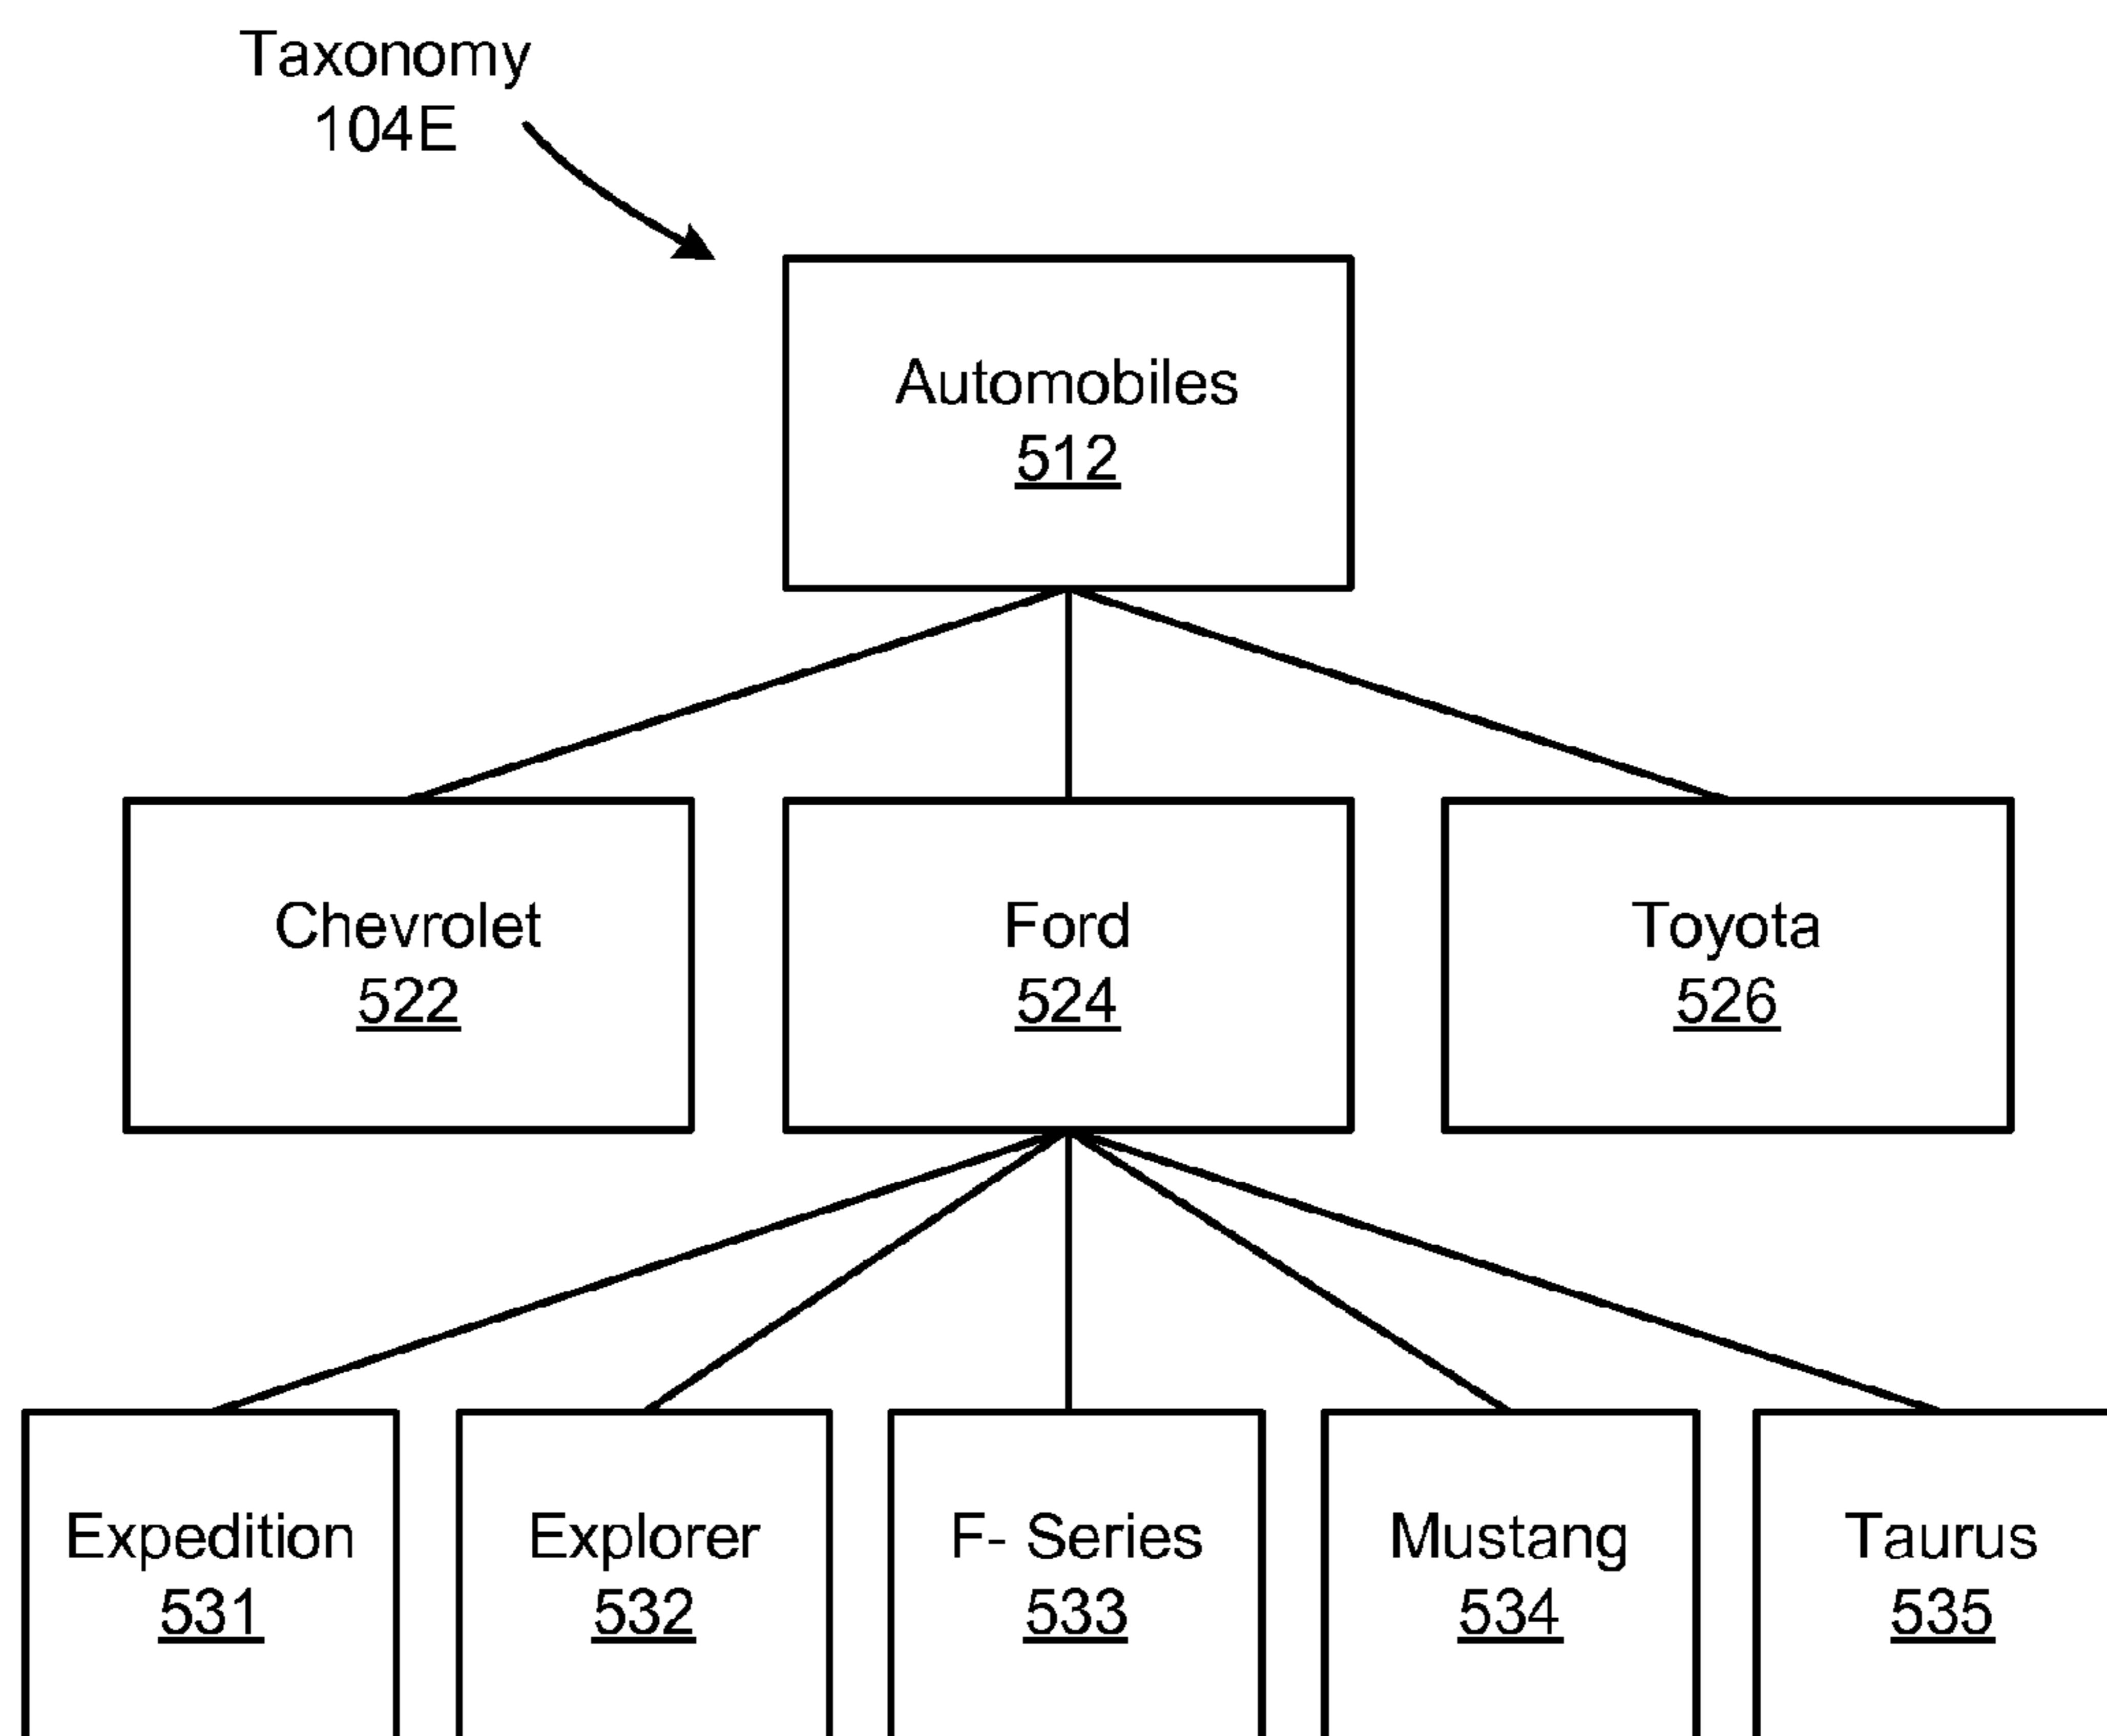 Taxonomy
104E
Automobiles
512
Chevrolet
522
Ford
524
Toyota
526
Expedition
531
Explorer
532
F- Series
533
Mustang
534
Taurus
535